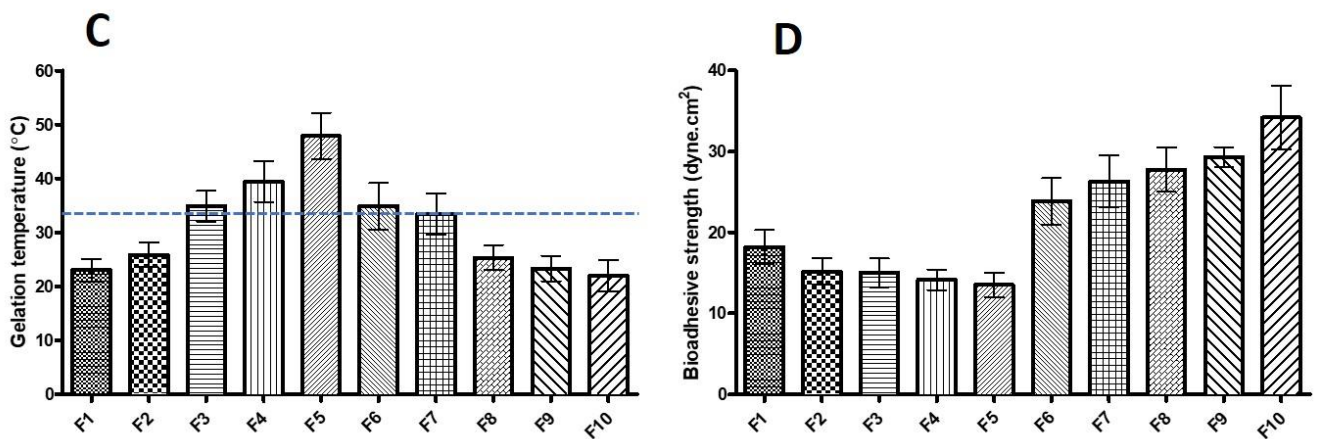 C
Gelation temperature (°C)
60
50
40
30
20
10
0
F1 F2 F3 F4 F5 F6 F7 F8 F9 F10
D
Bioadhesive strength (dyne.cm²)
40
30
20
10
0
F1 F2 F3 F4 F5 F6 F7 F8 F9 F10